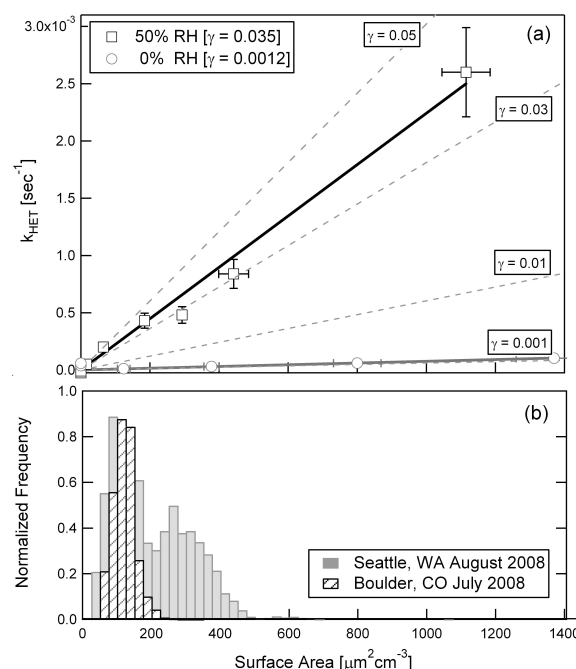 3.0x10⁻³
2.5
2.0
1.5
1.0
0.5
0.0
k_HET [sec⁻¹]
50% RH [γ = 0.035]
0% RH [γ = 0.0012]
(a)
γ = 0.05
γ = 0.03
γ = 0.01
γ = 0.001
1.0
0.8
0.6
0.4
0.2
0.0
Normalized Frequency
(b)
Seattle, WA August 2008
Boulder, CO July 2008
0 200 400 600 800 1000 1200 1400
Surface Area [μm²cm⁻³]